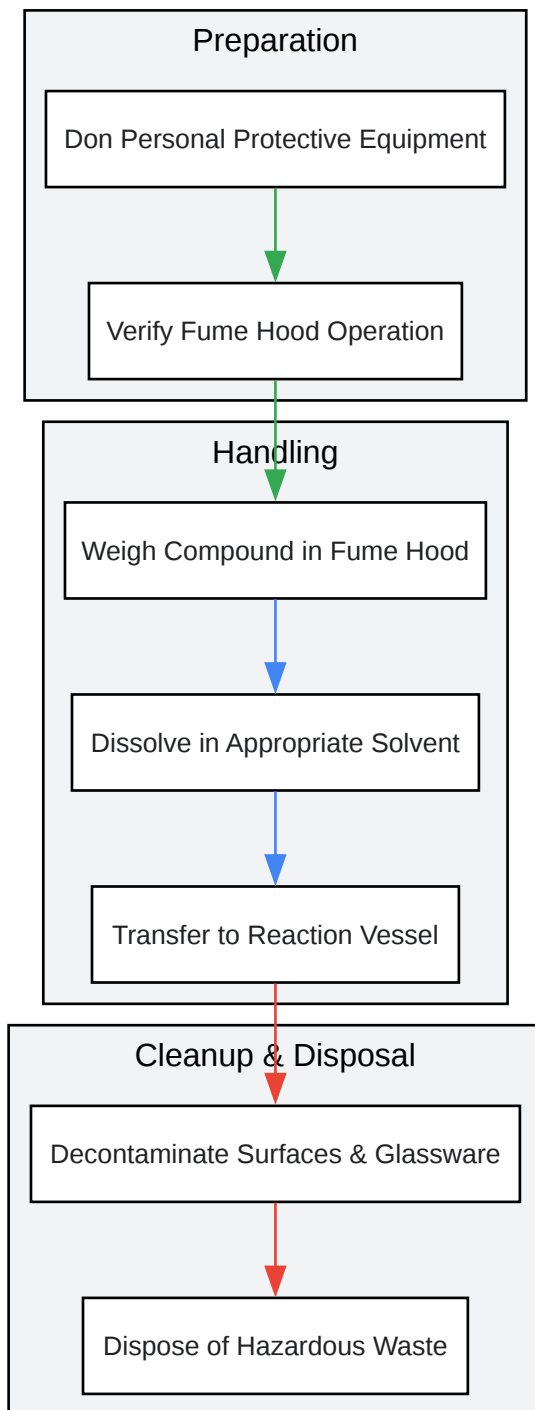 Preparation
Don Personal Protective Equipment
Verify Fume Hood Operation
Handling
Weigh Compound in Fume Hood
Dissolve in Appropriate Solvent
Transfer to Reaction Vessel
Cleanup & Disposal
Decontaminate Surfaces & Glassware
Dispose of Hazardous Waste